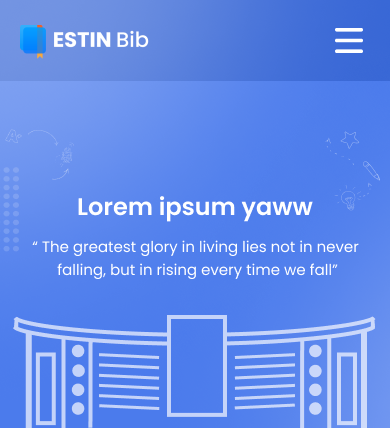 ESTIN Bib
Lorem ipsum yaww
“ The greatest glory in living lies not in never
falling, but in rising every time we fall”